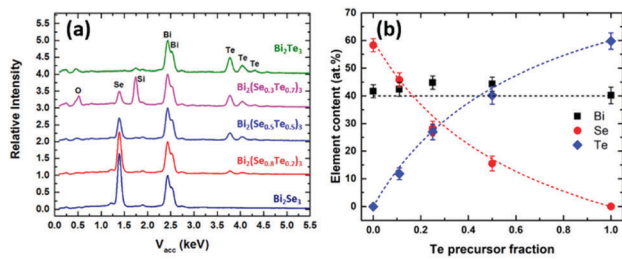 (a)
Bi
Bi
Te
Te
Te
Bi₂Te₃
O
Se
Si
Bi₂(Se₀.₃Te₀.₇)₃
Bi₂(Se₀.₅Te₀.₅)₃
Bi₂(Se₀.₈Te₀.₂)₃
Bi₂Se₃
Relative Intensity
5.0
4.5
4.0
3.5
3.0
2.5
2.0
1.5
1.0
0.5
0.0
0.0 0.5 1.0 1.5 2.0 2.5 3.0 3.5 4.0 4.5 5.0 5.5
V_acc (keV)
(b)
Element content (at.%)
60
50
40
30
20
10
0
Bi
Se
Te
0.0 0.2 0.4 0.6 0.8 1.0
Te precursor fraction